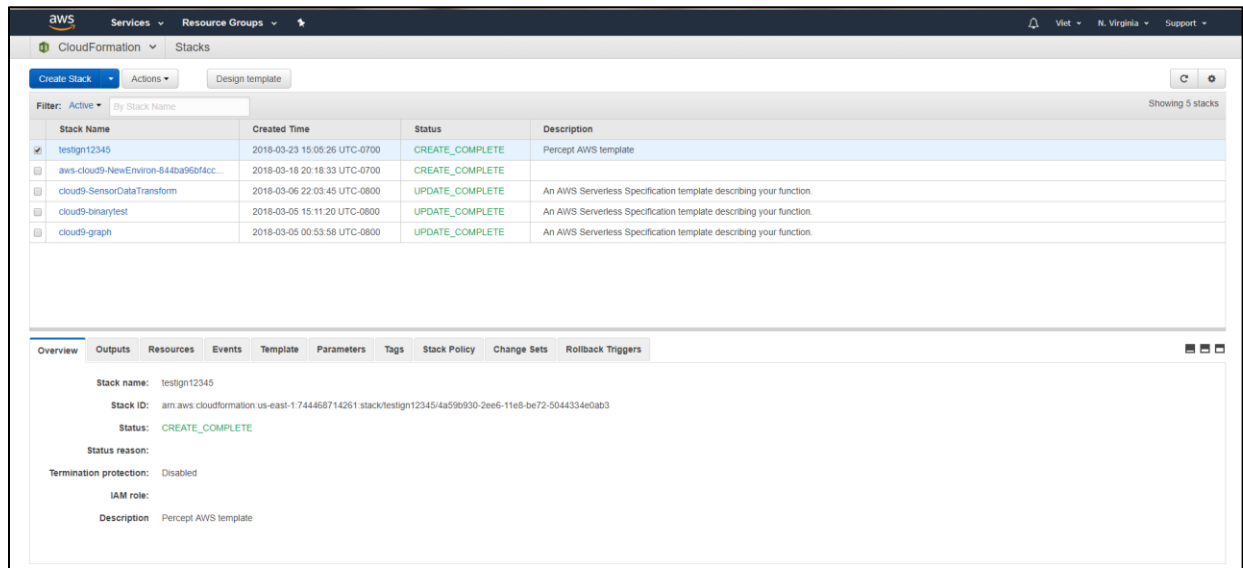 aws Services Resource Groups Viet N. Virginia Support
CloudFormation Stacks
Create Stack Actions Design template
Filter: Active By Stack Name Showing 5 stacks
Stack Name Created Time Status Description
testign12345 2018-03-23 15:05:26 UTC-0700 CREATE_COMPLETE Percept AWS template
aws-cloud9-NewEnviron-844ba96bf4cc... 2018-03-18 20:18:33 UTC-0700 CREATE_COMPLETE
cloud9-SensorDataTransform 2018-03-06 22:03:45 UTC-0800 UPDATE_COMPLETE An AWS Serverless Specification template describing your function.
cloud9-binarytest 2018-03-05 15:11:20 UTC-0800 UPDATE_COMPLETE An AWS Serverless Specification template describing your function.
cloud9-graph 2018-03-05 00:53:58 UTC-0800 UPDATE_COMPLETE An AWS Serverless Specification template describing your function.
Overview Outputs Resources Events Template Parameters Tags Stack Policy Change Sets Rollback Triggers
Stack name: testign12345
Stack ID: arn:aws:cloudformation:us-east-1:744468714261:stack/testign12345/4a59b930-2ee6-11e8-be72-5044334e0ab3
Status: CREATE_COMPLETE
Status reason:
Termination protection: Disabled
IAM role:
Description Percept AWS template